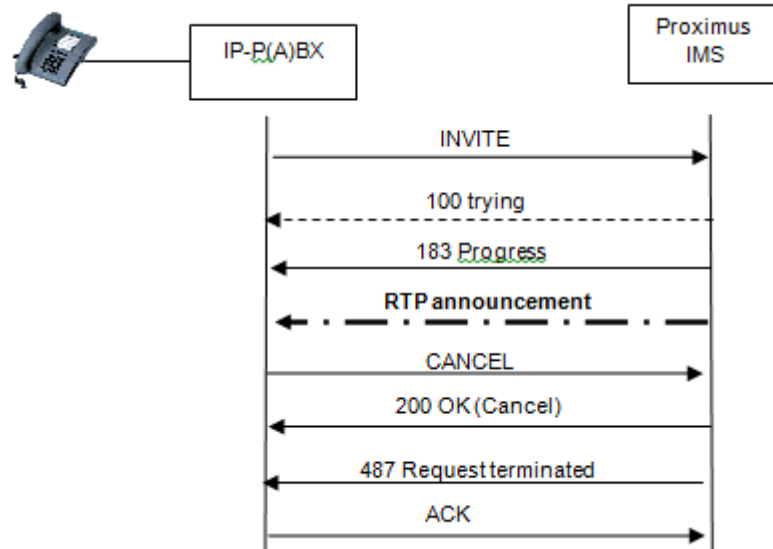 IP-P(A)BX
Proximus
IMS
INVITE
100 trying
183 Progress
RTP announcement
CANCEL
200 OK (Cancel)
487 Request terminated
ACK